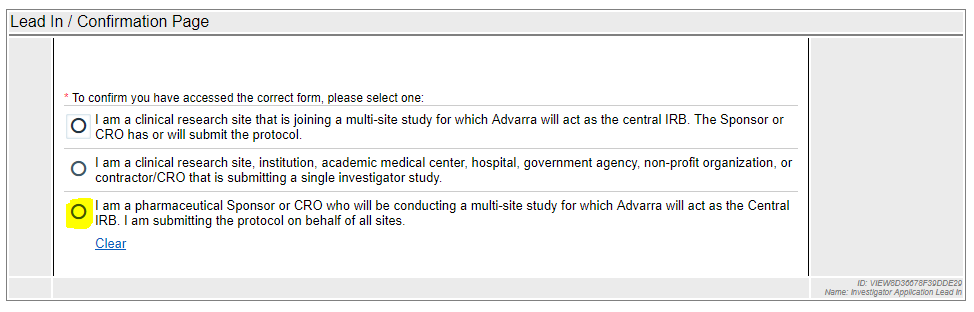 Lead In / Confirmation Page
* To confirm you have accessed the correct form, please select one:
I am a clinical research site that is joining a multi-site study for which Advarra will act as the central IRB. The Sponsor or
CRO has or will submit the protocol.
I am a clinical research site, institution, academic medical center, hospital, government agency, non-profit organization, or
contractor/CRO that is submitting a single investigator study.
I am a pharmaceutical Sponsor or CRO who will be conducting a multi-site study for which Advarra will act as the Central
IRB. I am submitting the protocol on behalf of all sites.
Clear
ID: VIEW8D36678F39DDE29
Name: Investigator Application Lead In